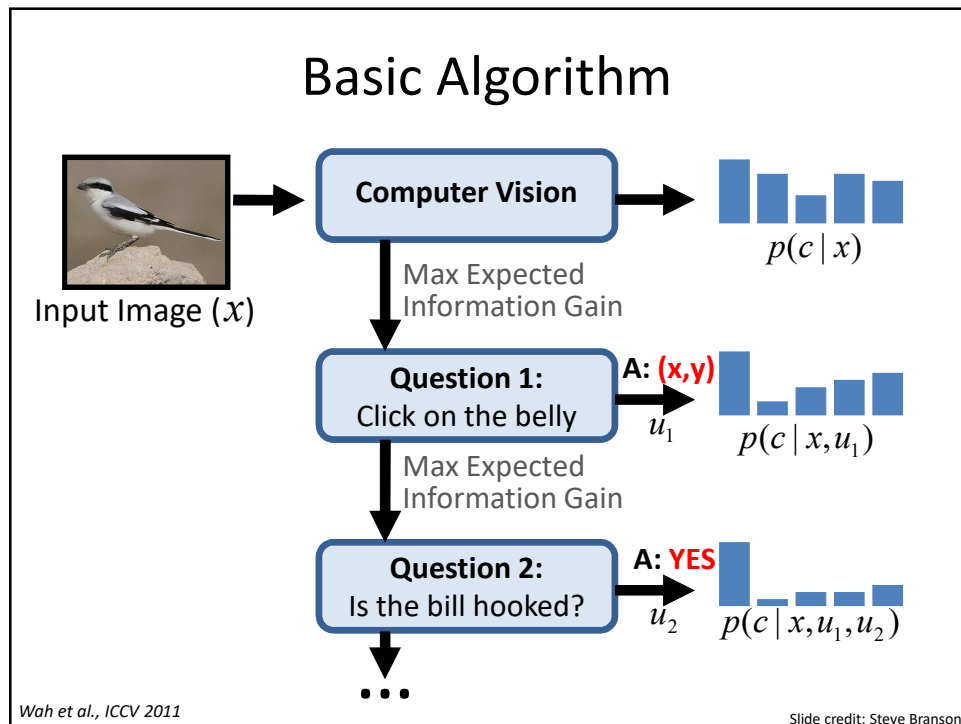 Basic Algorithm
Computer Vision
p(c | x)
Input Image (x)
Max Expected
Information Gain
Question 1:
Click on the belly
A: (x,y)
u₁
p(c | x,u₁)
Max Expected
Information Gain
Question 2:
Is the bill hooked?
A: YES
u₂
p(c | x,u₁,u₂)
...
Wah et al., ICCV 2011
Slide credit: Steve Branson